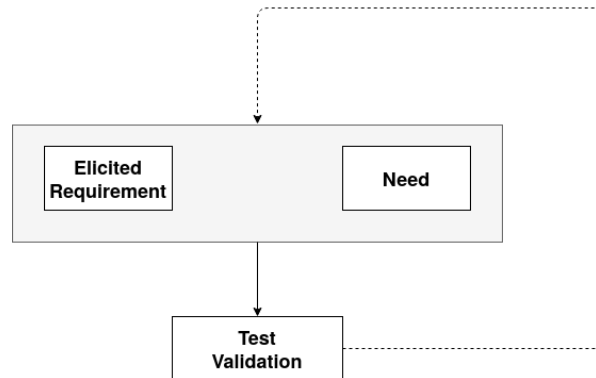 Elicited
Requirement
Need
Test
Validation